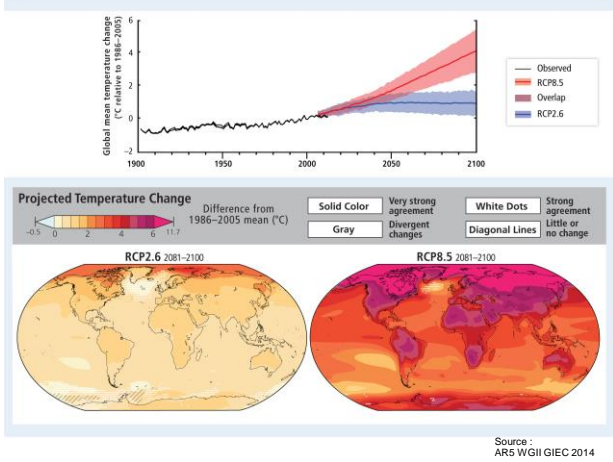 Global mean temperature change
(°C relative to 1986–2005)
6
4
2
0
−2
1900
1950
2000
2050
2100
Observed
RCP8.5
Overlap
RCP2.6
Projected Temperature Change
Difference from
1986–2005 mean (°C)
−0.5 0 2 4 6 11.7
Solid Color
Very strong
agreement
White Dots
Strong
agreement
Gray
Divergent
changes
Diagonal Lines
Little or
no change
RCP2.6 2081–2100
RCP8.5 2081–2100
Source :
AR5 WGII GIEC 2014